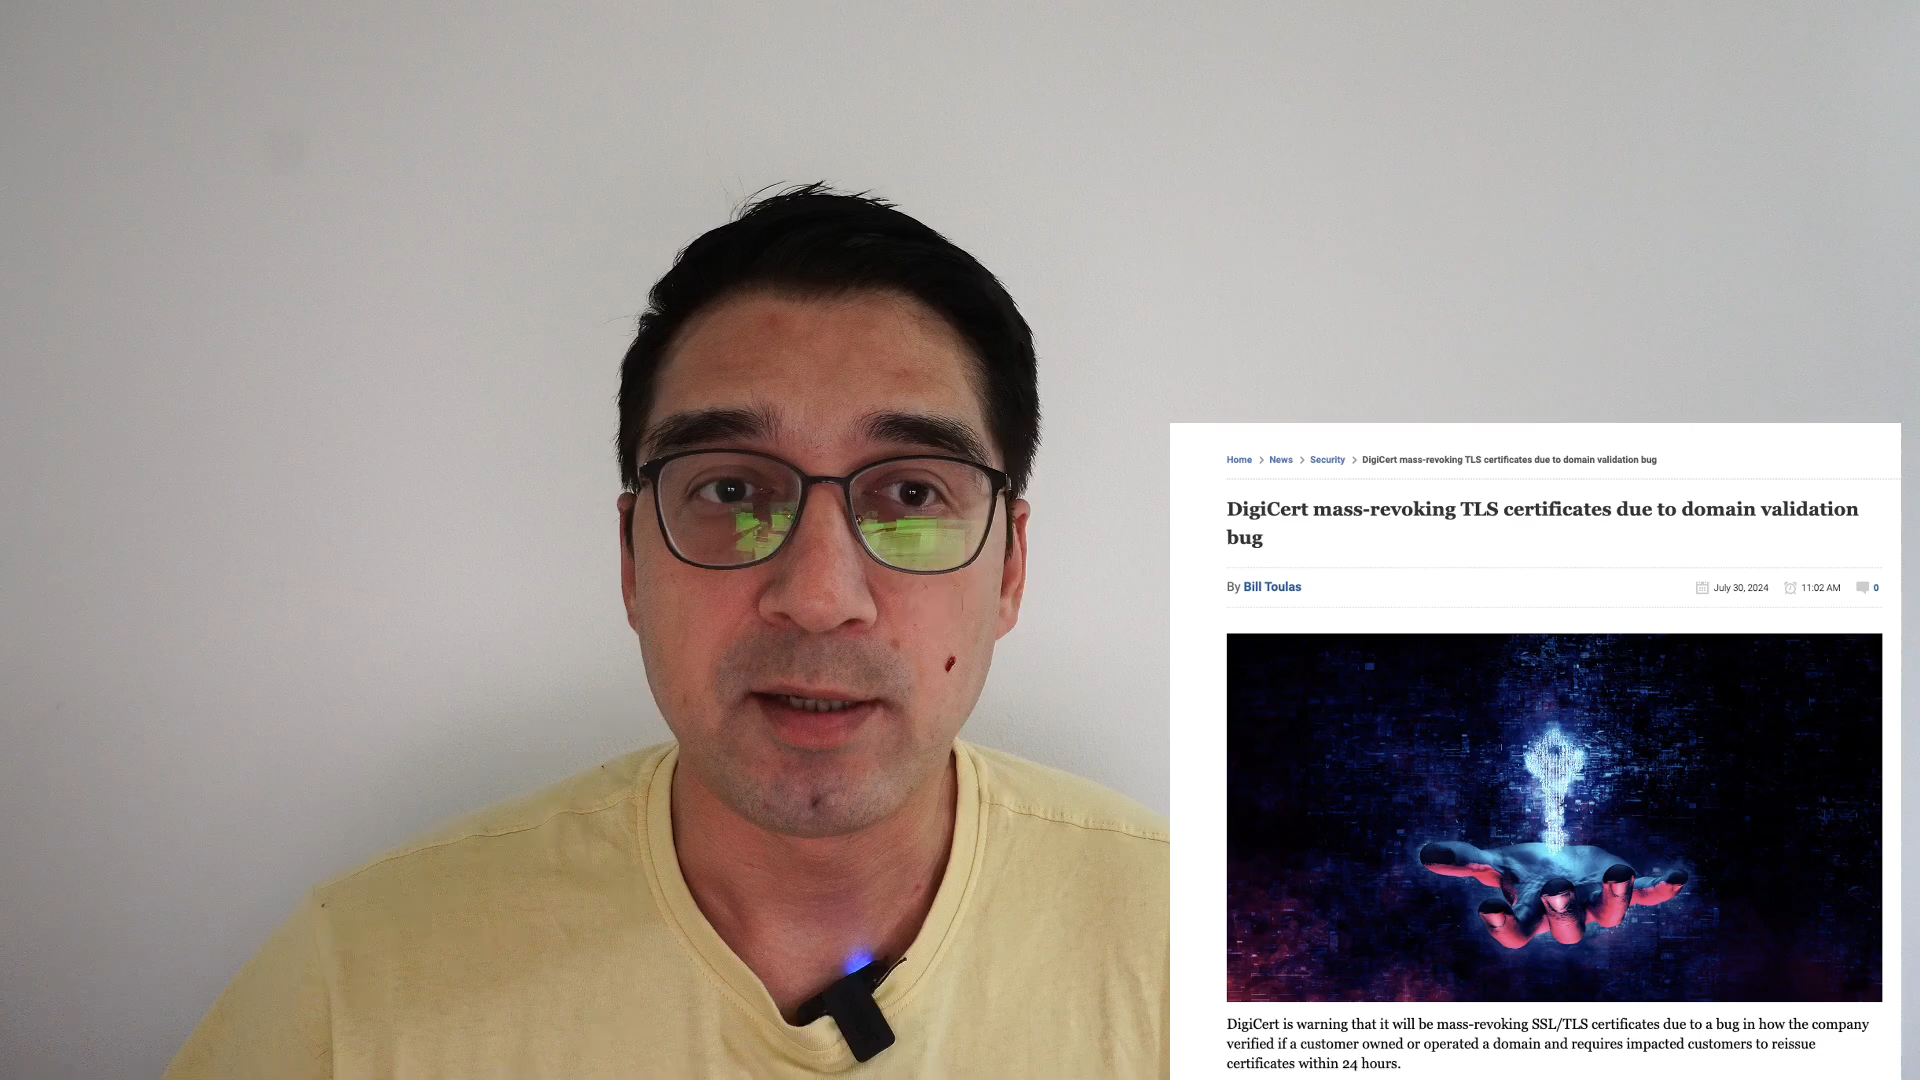 Home > News > Security > DigiCert mass-revoking TLS certificates due to domain validation bug
DigiCert mass-revoking TLS certificates due to domain validation
bug
By Bill Toulas July 30, 2024 11:02 AM 0
DigiCert is warning that it will be mass-revoking SSL/TLS certificates due to a bug in how the company
verified if a customer owned or operated a domain and requires impacted customers to reissue
certificates within 24 hours.